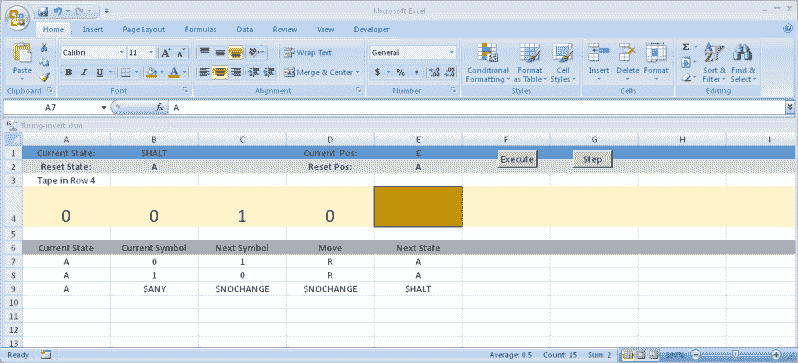 Microsoft Excel
Home Insert Page Layout Formulas Data Review View Developer
Paste Calibri 11 A A Wrap Text General Conditional Formatting Format as Table Cell Styles Insert Delete Format Sort & Filter Find & Select
B I U A Merge & Center $ % ,
Clipboard Font Alignment Number Styles Cells Editing
A7 fx A
Turing-invert.xlsm
A B C D E F G H I
1 Current State: $HALT Current Pos: E Execute Step
2 Reset State: A Reset Pos: A
3 Tape in Row 4
4 0 0 1 0
5
6 Current State Current Symbol Next Symbol Move Next State
7 A 0 1 R A
8 A 1 0 R A
9 A $ANY $NOCHANGE $NOCHANGE $HALT
10
11
12
13
Ready Average: 0.5 Count: 15 Sum: 2